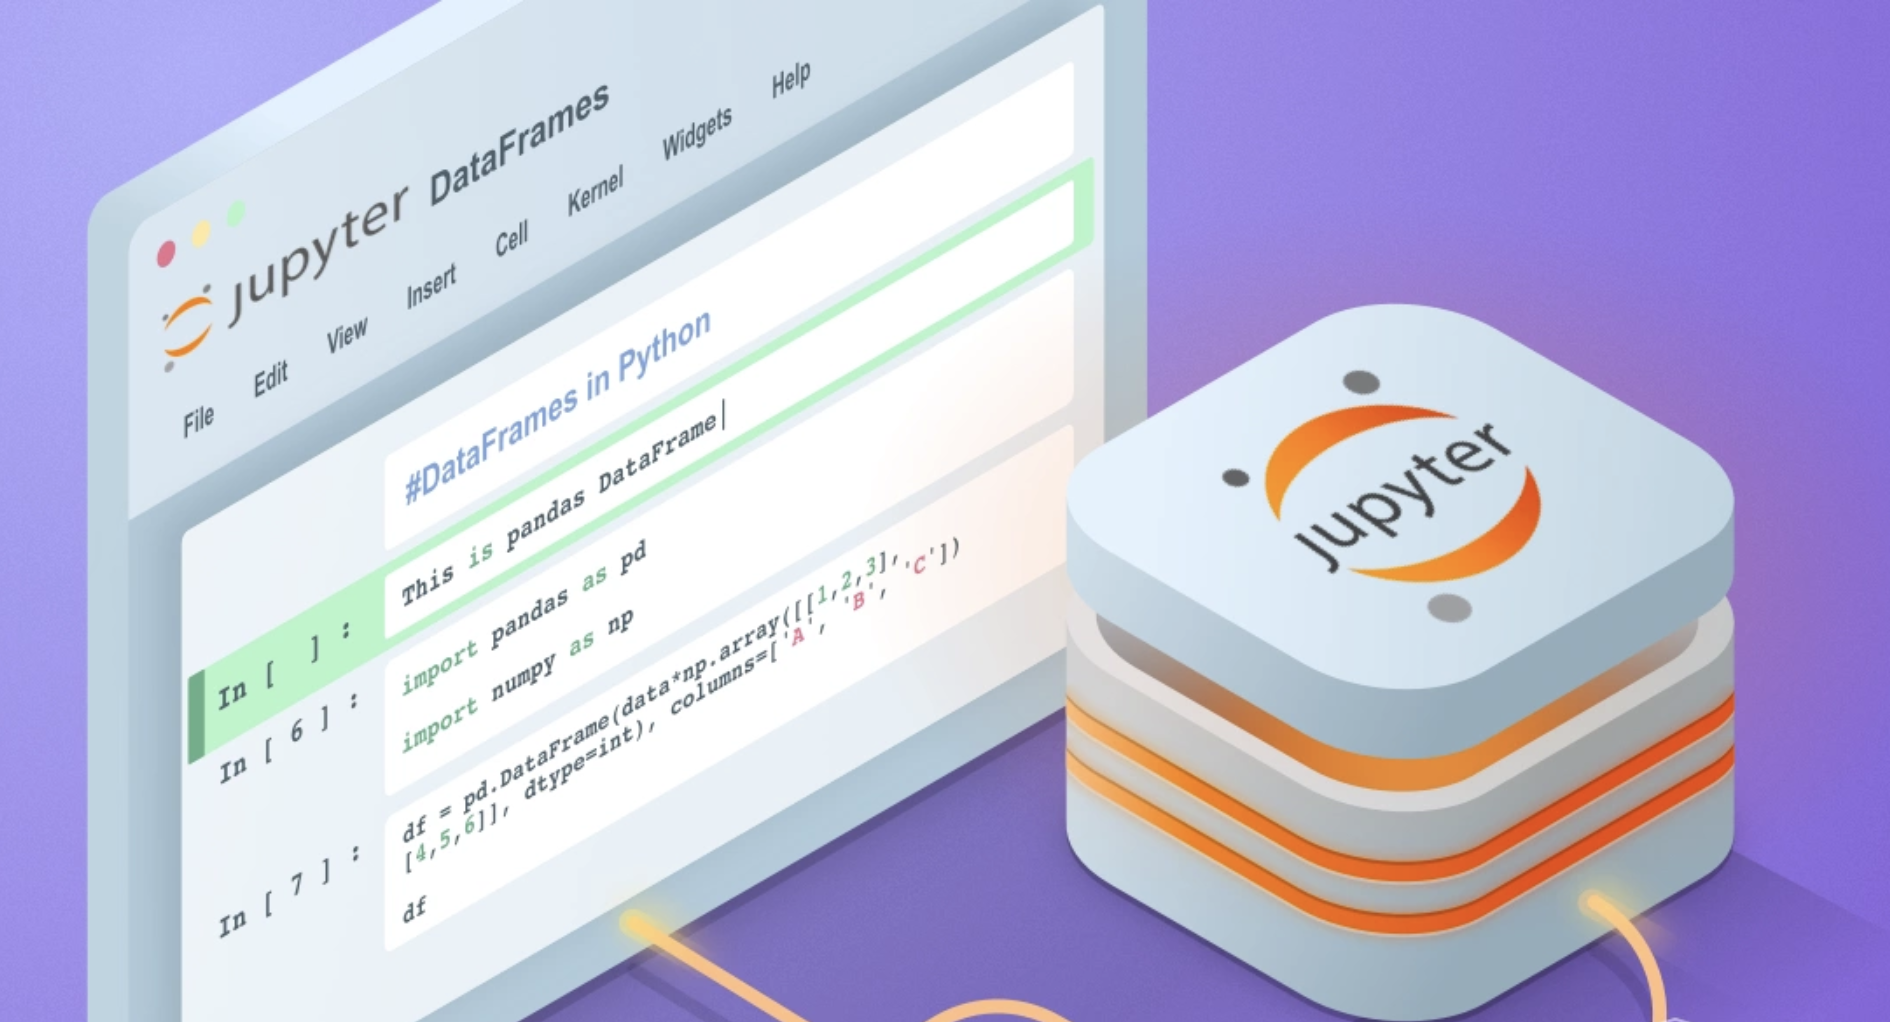 jupyter DataFrames
File Edit View Insert Cell Kernel Widgets Help
#DataFrames in Python
In [ ] : This is pandas DataFrame
In [ 6 ] : import pandas as pd
import numpy as np
In [ 7 ] : df = pd.DataFrame(data*np.array([[1,2,3],
[4,5,6]], dtype=int), columns=['A', 'B', 'C'])
df
jupyter